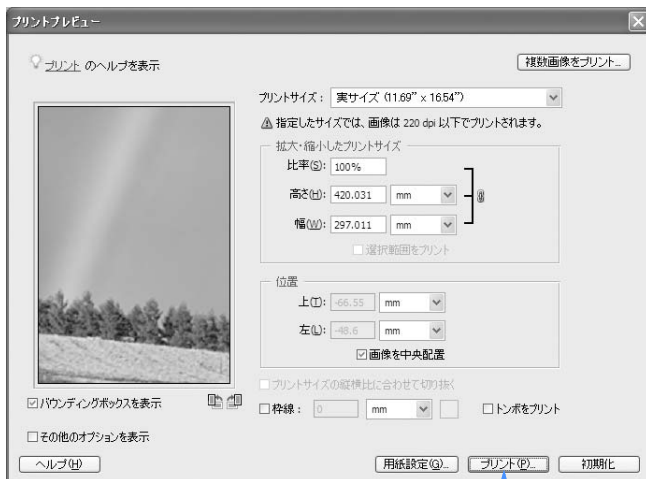 プリントプレビュー
プリント のヘルプを表示
複数画像をプリント...
プリントサイズ： 実サイズ (11.69" x 16.54")
指定したサイズでは、画像は 220 dpi 以下でプリントされます。
拡大・縮小したプリントサイズ
比率(S): 100%
高さ(H): 420.031 mm
幅(W): 297.011 mm
選択範囲をプリント
位置
上(T): -66.55 mm
左(L): -48.6 mm
画像を中央配置
プリントサイズの縦横比に合わせて切り抜く
バウンディングボックスを表示
枠線： 0 mm トンボをプリント
その他のオプションを表示
ヘルプ(H) 用紙設定(G)... プリント(P)... 初期化